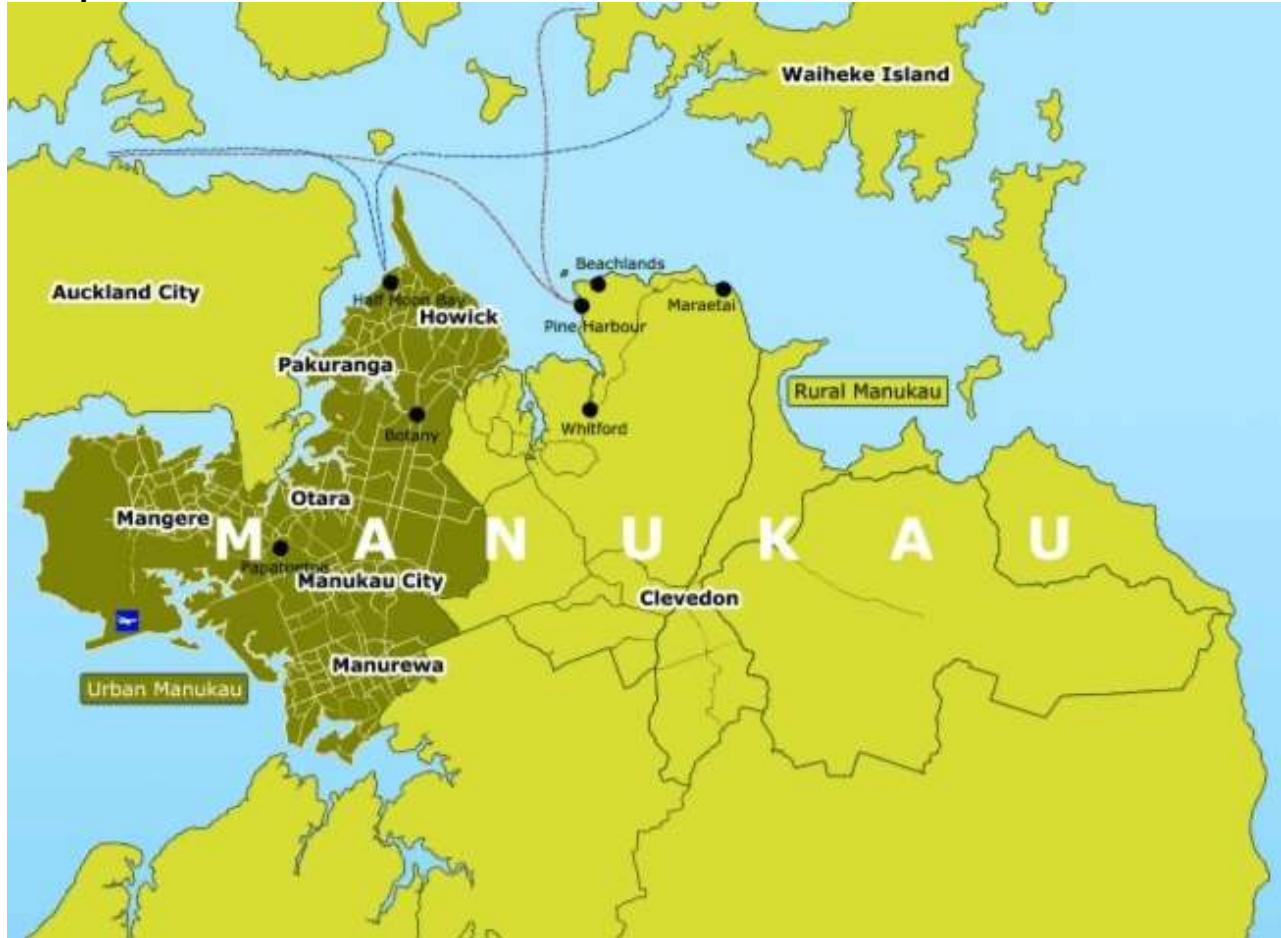 Waiheke Island
Beachlands
Auckland City
Half Moon Bay
Maraetai
Howick
Pine Harbour
Pakuranga
Rural Manukau
Botany
Whitford
Otara
Mangere
MANUKAU
Manukau City
Clevedon
Manurewa
Urban Manukau